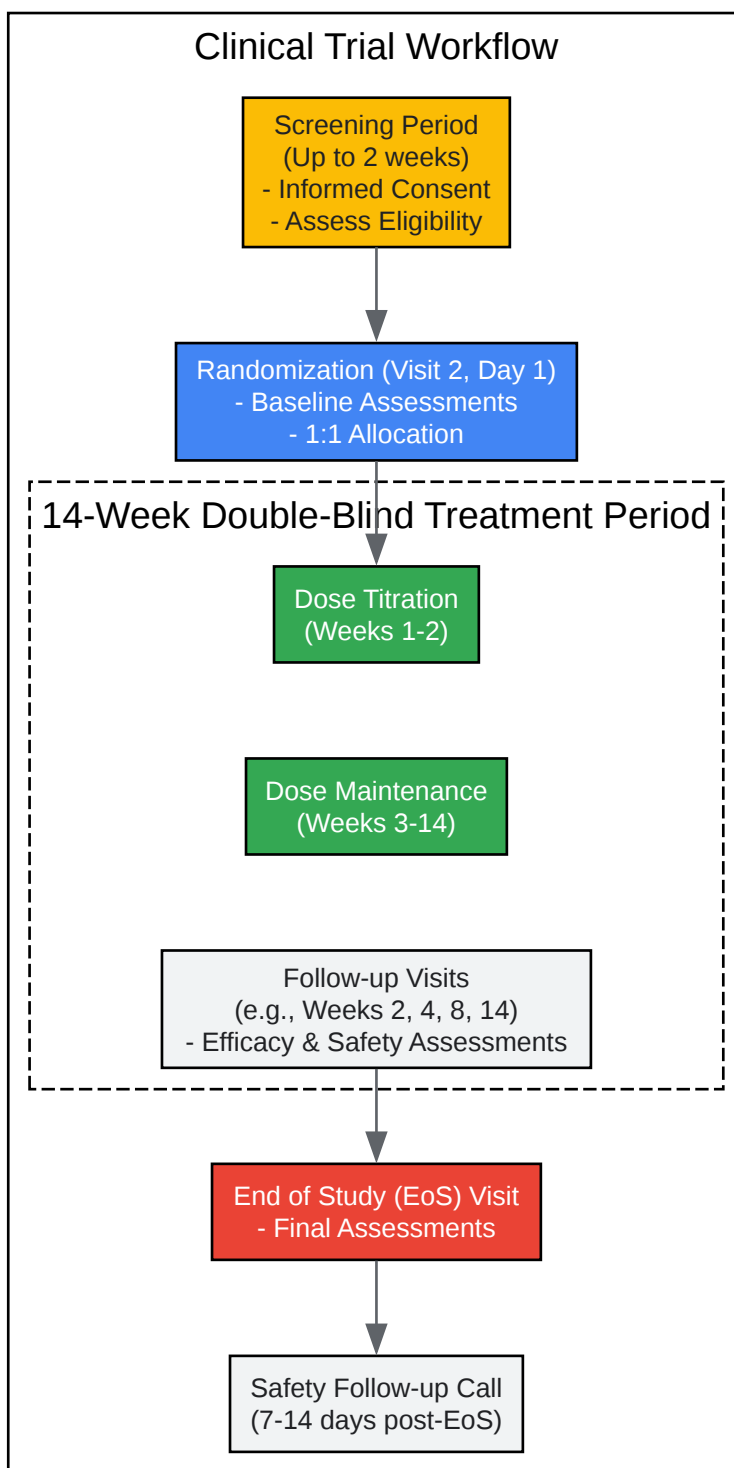 Clinical Trial Workflow
Screening Period
(Up to 2 weeks)
- Informed Consent
- Assess Eligibility
Randomization (Visit 2, Day 1)
- Baseline Assessments
- 1:1 Allocation
14-Week Double-Blind Treatment Period
Dose Titration
(Weeks 1-2)
Dose Maintenance
(Weeks 3-14)
Follow-up Visits
(e.g., Weeks 2, 4, 8, 14)
- Efficacy & Safety Assessments
End of Study (EoS) Visit
- Final Assessments
Safety Follow-up Call
(7-14 days post-EoS)